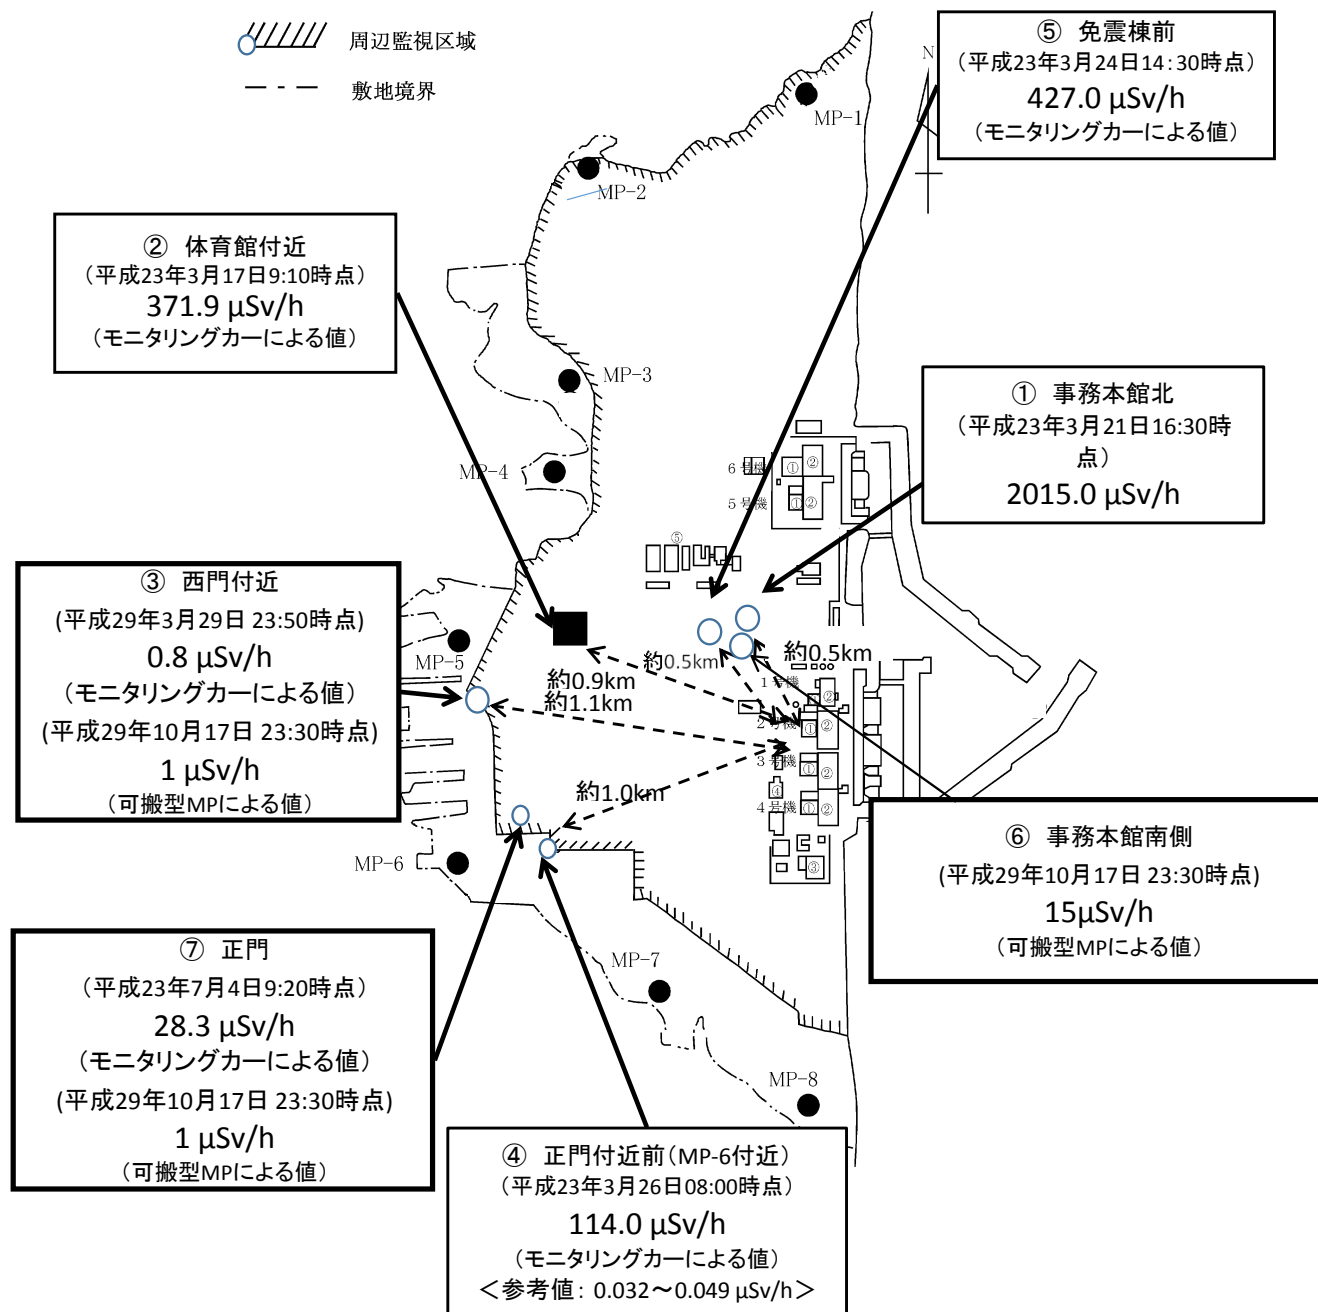 周辺監視区域
敷地境界
⑤ 免震棟前
（平成23年3月24日14：30時点）
427.0 μSv/h
（モニタリングカーによる値）
N
MP-1
MP-2
② 体育館付近
（平成23年3月17日9:10時点）
371.9 μSv/h
（モニタリングカーによる値）
MP-3
① 事務本館北
（平成23年3月21日16:30時
点）
2015.0 μSv/h
MP-4
6号機
① ②
5号機
① ②
⑤
③ 西門付近
(平成29年3月29日 23:50時点)
0.8 μSv/h
（モニタリングカーによる値）
(平成29年10月17日 23:30時点)
1 μSv/h
（可搬型MPによる値）
MP-5
約0.5km
約0.5km
約0.9km
約1.1km
1号機
②
2号機
① ②
3号機
① ②
④
約1.0km
4号機
① ②
③
MP-6
⑥ 事務本館南側
(平成29年10月17日 23:30時点)
15μSv/h
（可搬型MPによる値）
⑦ 正門
（平成23年7月4日9:20時点）
28.3 μSv/h
（モニタリングカーによる値）
(平成29年10月17日 23:30時点)
1 μSv/h
（可搬型MPによる値）
MP-7
MP-8
④ 正門付近前（MP-6付近）
（平成23年3月26日08:00時点）
114.0 μSv/h
（モニタリングカーによる値）
＜参考値：0.032～0.049 μSv/h＞